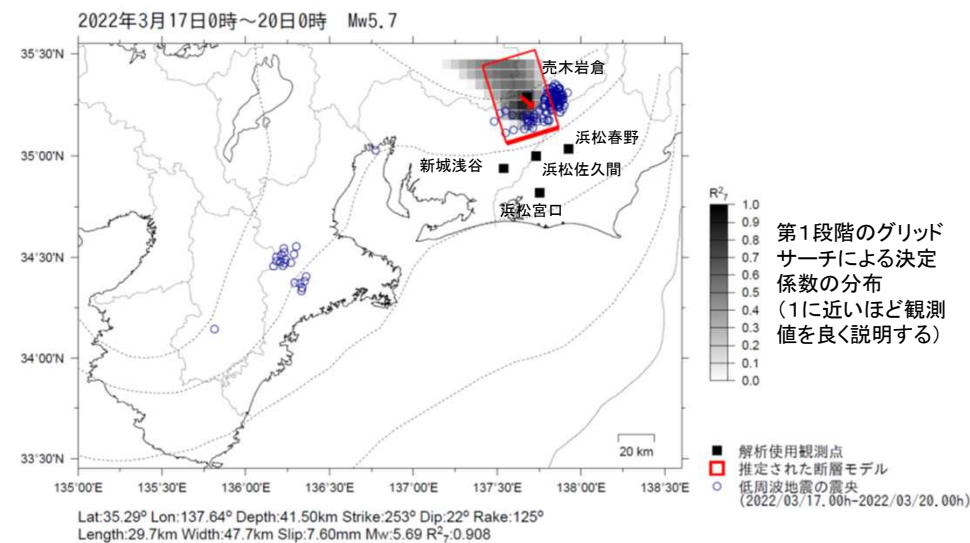 2022年3月17日0時～20日0時 Mw5.7
35°30'N
35°00'N
34°30'N
34°00'N
33°30'N
135°00'E
135°30'E
136°00'E
136°30'E
137°00'E
137°30'E
138°00'E
138°30'E
売木岩倉
浜松春野
新城浅谷
浜松佐久間
浜松宮口
20 km
R²₇
1.0
0.9
0.8
0.7
0.6
0.5
0.4
0.3
0.2
0.1
0.0
第１段階のグリッド
サーチによる決定
係数の分布
（１に近いほど観測
値を良く説明する）
解析使用観測点
推定された断層モデル
低周波地震の震央
(2022/03/17.00h-2022/03/20.00h)
Lat:35.29º Lon:137.64º Depth:41.50km Strike:253º Dip:22º Rake:125º
Length:29.7km Width:47.7km Slip:7.60mm Mw:5.69 R²₇:0.908